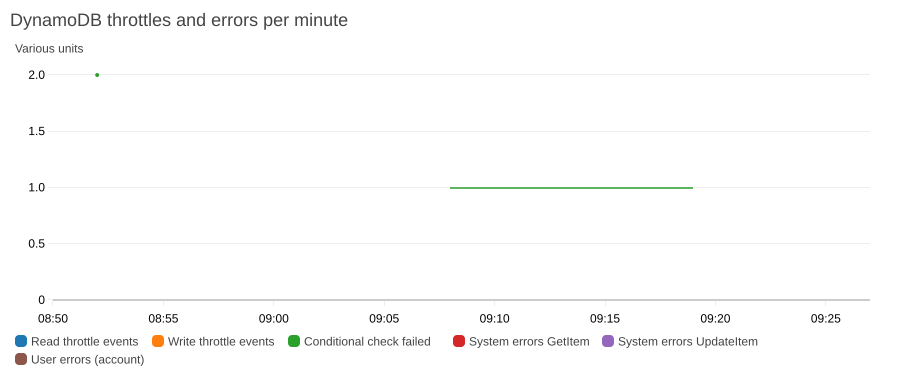 DynamoDB throttles and errors per minute
Various units
2.0
1.5
1.0
0.5
0
08:50 08:55 09:00 09:05 09:10 09:15 09:20 09:25
Read throttle events Write throttle events Conditional check failed System errors GetItem System errors UpdateItem
User errors (account)